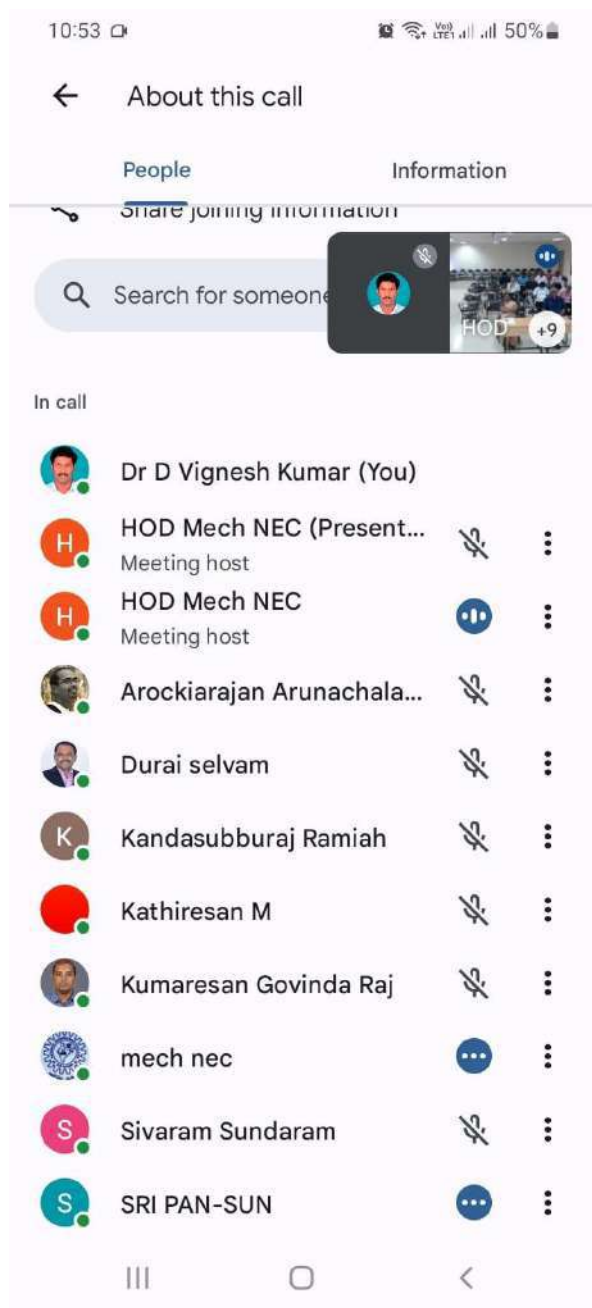 10:53
Vo)) LTE1
50%
About this call
People
Information
Share joining information
Search for someone
HOD
+9
In call
Dr D Vignesh Kumar (You)
H
HOD Mech NEC (Present...
Meeting host
H
HOD Mech NEC
Meeting host
Arockiarajan Arunachala...
Durai selvam
K
Kandasubburaj Ramiah
Kathiresan M
Kumaresan Govinda Raj
mech nec
S
Sivaram Sundaram
S
SRI PAN-SUN